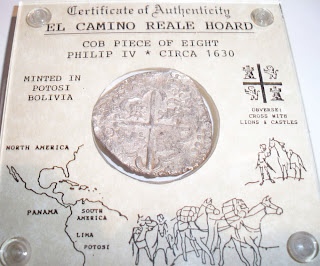 Certificate of Authenticity
EL CAMINO REALE HOARD
COB PIECE OF EIGHT
PHILIP IV * CIRCA 1630
MINTED IN
POTOSI
BOLIVIA
OBVERSE:
CROSS WITH
LIONS & CASTLES
NORTH AMERICA
PANAMA
SOUTH
AMERICA
LIMA
POTOSI